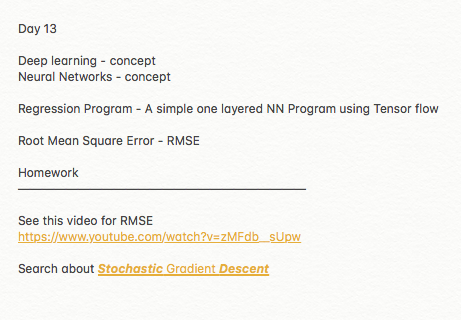 Day 13
Deep learning - concept
Neural Networks - concept
Regression Program - A simple one layered NN Program using Tensor flow
Root Mean Square Error - RMSE
Homework
See this video for RMSE
https://www.youtube.com/watch?v=zMFdb__sUpw
Search about Stochastic Gradient Descent